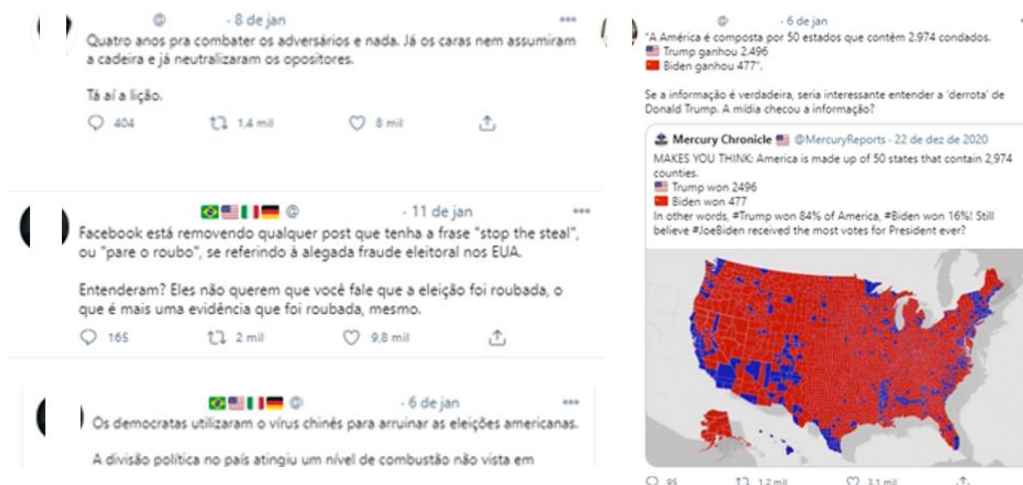 @ · 8 de jan
Quatro anos pra combater os adversários e nada. Já os caras nem assumiram
a cadeira e já neutralizaram os opositores.
Tá aí a lição.
404 1,4 mil 8 mil
@ · 11 de jan
Facebook está removendo qualquer post que tenha a frase "stop the steal",
ou "pare o roubo", se referindo à alegada fraude eleitoral nos EUA.
Entenderam? Eles não querem que você fale que a eleição foi roubada, o
que é mais uma evidência que foi roubada, mesmo.
165 2 mil 9,8 mil
@ · 6 de jan
Os democratas utilizaram o vírus chinês para arruinar as eleições americanas.
A divisão política no país atingiu um nível de combustão não vista em
@ · 6 de jan
"A América é composta por 50 estados que contêm 2.974 condados.
Trump ganhou 2.496
Biden ganhou 477".
Se a informação é verdadeira, seria interessante entender a 'derrota' de
Donald Trump. A mídia checou a informação?
Mercury Chronicle @MercuryReports · 22 de dez de 2020
MAKES YOU THINK: America is made up of 50 states that contain 2,974
counties.
Trump won 2496
Biden won 477
In other words, #Trump won 84% of America, #Biden won 16%! Still
believe #JoeBiden received the most votes for President ever?
95 1,2 mil 3,1 mil